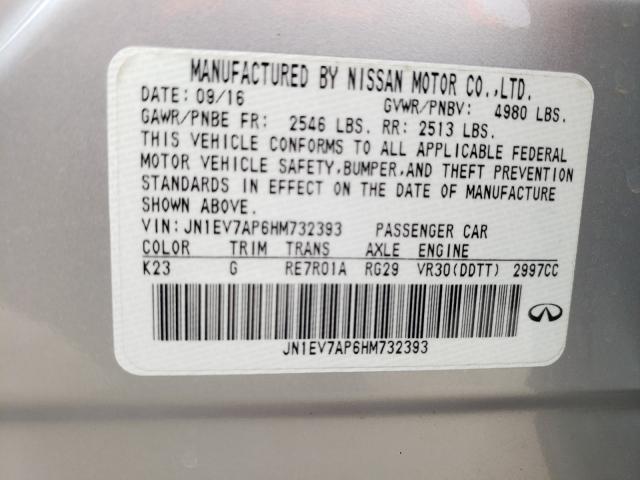 MANUFACTURED BY NISSAN MOTOR CO.,LTD.
DATE: 09/16 GVWR/PNBV: 4980 LBS.
GAWR/PNBE FR: 2546 LBS. RR: 2513 LBS.
THIS VEHICLE CONFORMS TO ALL APPLICABLE FEDERAL
MOTOR VEHICLE SAFETY,BUMPER,AND THEFT PREVENTION
STANDARDS IN EFFECT ON THE DATE OF MANUFACTURE
SHOWN ABOVE.
VIN:JN1EV7AP6HM732393 PASSENGER CAR
COLOR TRIM TRANS AXLE ENGINE
K23 G RE7R01A RG29 VR30(DDTT) 2997CC
JN1EV7AP6HM732393